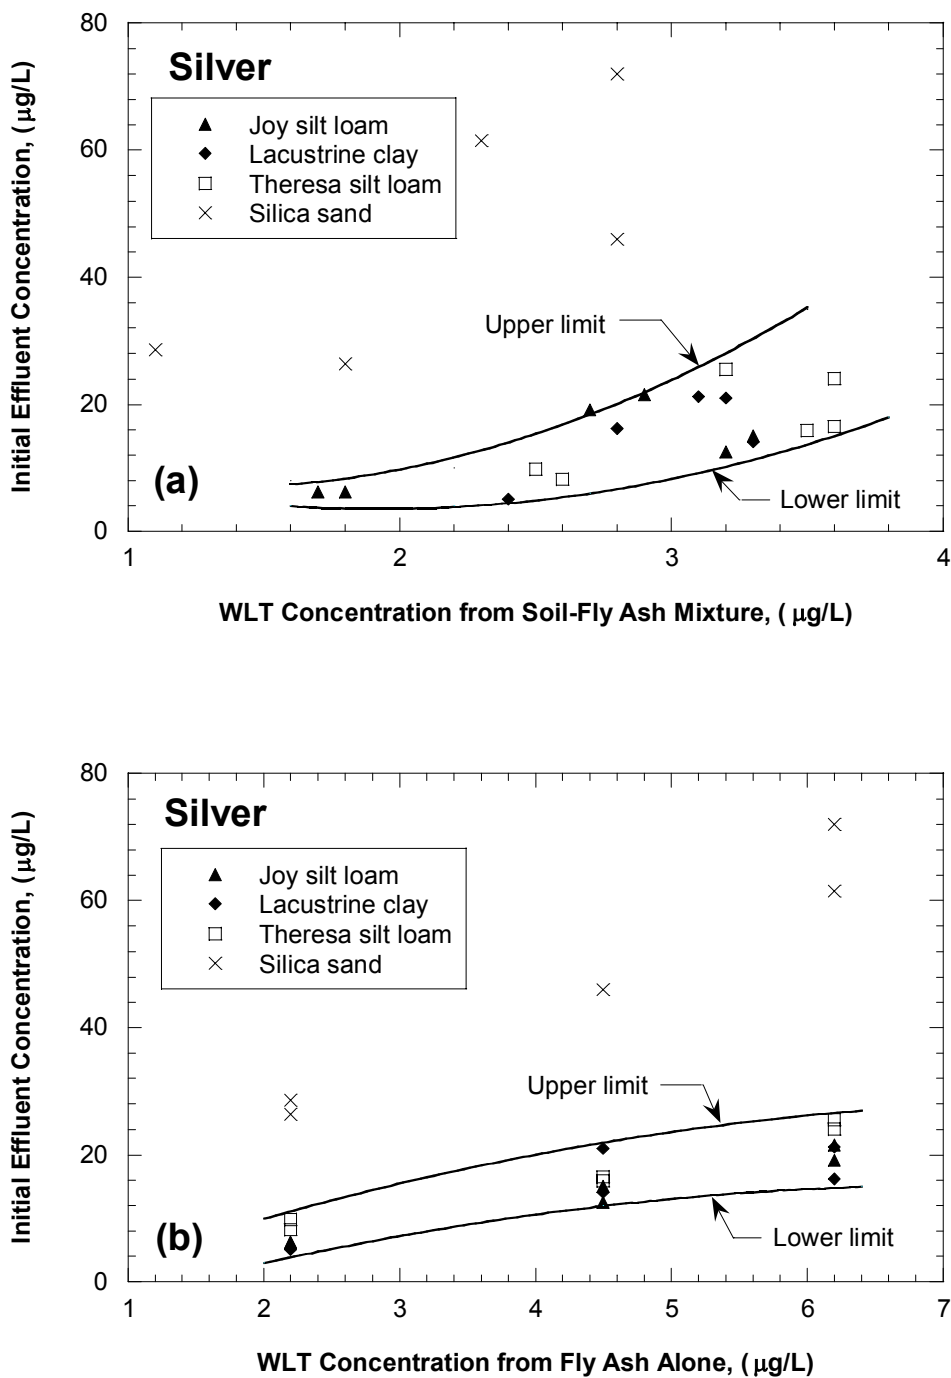 80
Silver
Joy silt loam
Lacustrine clay
60
Theresa silt loam
Silica sand
40
Upper limit
20
(a)
Lower limit
0
1 2 3 4
Initial Effluent Concentration, (μg/L)
WLT Concentration from Soil-Fly Ash Mixture, (μg/L)
80
Silver
Joy silt loam
Lacustrine clay
60
Theresa silt loam
Silica sand
40
Upper limit
20
(b)
Lower limit
0
1 2 3 4 5 6 7
Initial Effluent Concentration, (μg/L)
WLT Concentration from Fly Ash Alone, (μg/L)